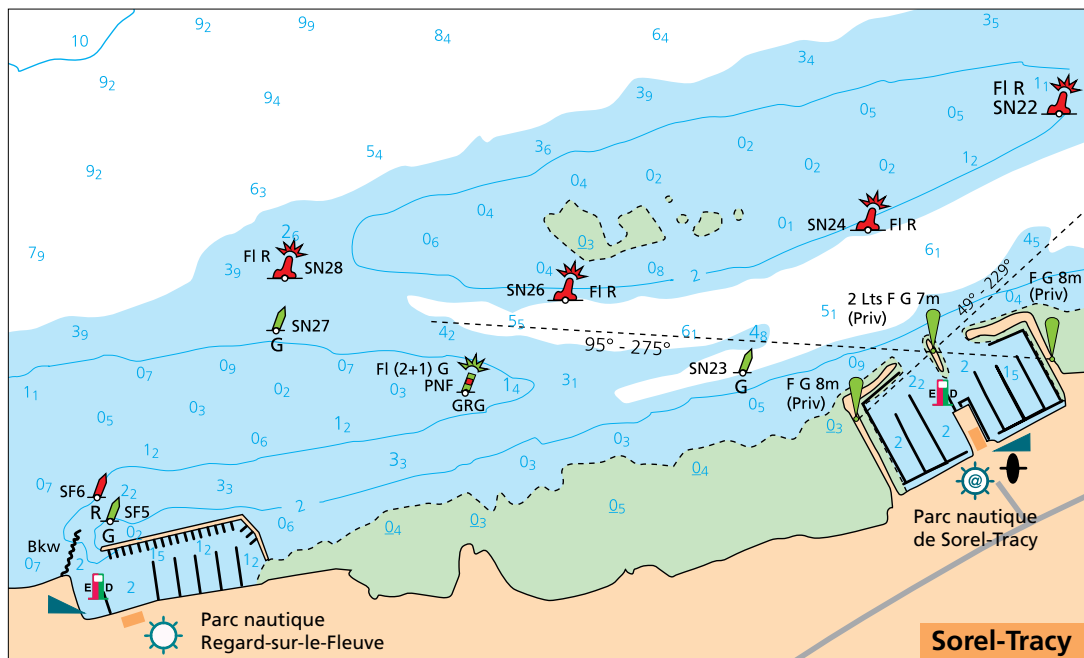 10
9₂
9₉
8₄
6₄
3₅
3₄
9₂
9₄
3₉
1₁
Fl R
SN22
0₅
0₅
5₄
3₆
0₂
1₂
9₂
6₃
0₄
0₂
0₂
0₂
0₄
0₁
SN24
Fl R
2₆
0₆
0₃
6₁
4₅
7₉
3₉
Fl R
SN28
0₄
0₈
2
SN26
Fl R
49° - 229°
F G 8m
(Priv)
0₄
2 Lts F G 7m
(Priv)
5₁
SN27
G
3₉
4₂
5₅
6₁
4₈
95° - 275°
0₇
0₉
0₇
Fl (2+1) G
PNF
GRG
1₄
3₁
SN23
G
0₉
1₁
0₃
0₃
0₅
F G 8m
(Priv)
2₂
2
1₅
E D
0₅
1₂
0₆
0₃
0₃
2
2
1₂
3₃
0₃
0₄
0₇
SF6
R
2₂
3₃
2
0₅
@
SF5
G
0₂
0₆
0₄
0₃
Parc nautique
de Sorel-Tracy
Bkw
0₇
2
1₅
1₂
1₂
E D
2
Parc nautique
Regard-sur-le-Fleuve
Sorel-Tracy